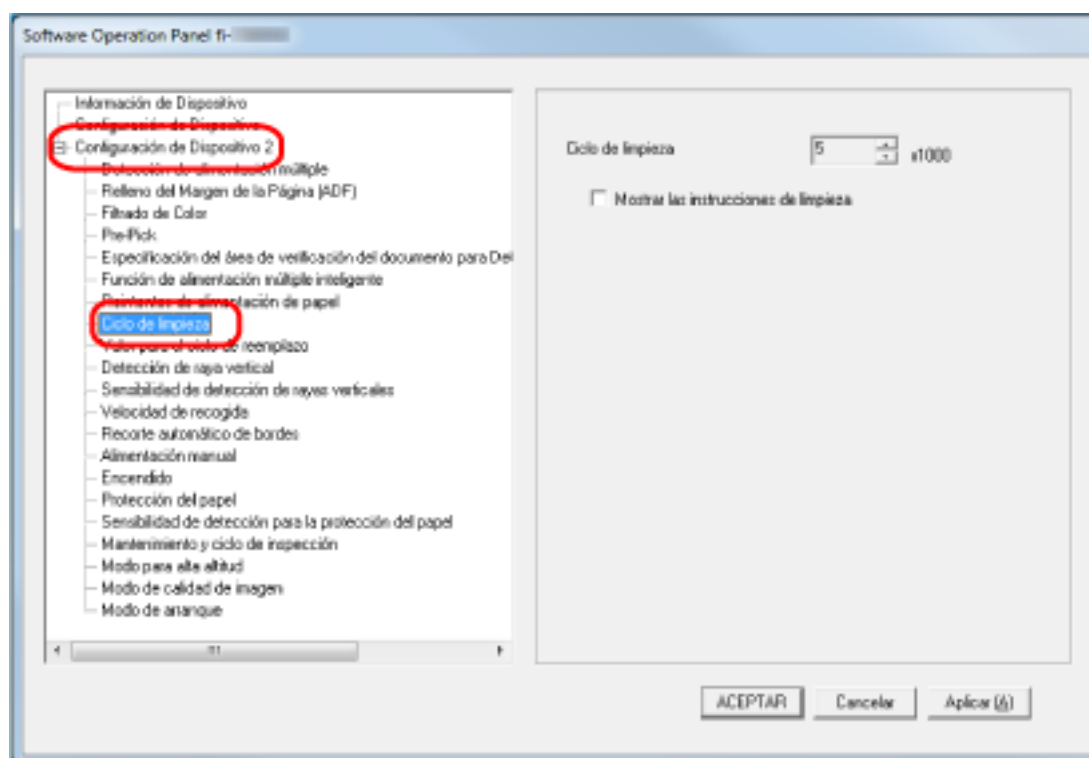 Software Operation Panel fi-
Información de Dispositivo
Configuración de Dispositivo
Configuración de Dispositivo 2
Detección de alimentación múltiple
Relleno del Margen de la Página (ADF)
Filtrado de Color
Pre-Pick
Especificación del área de verificación del documento para Det
Función de alimentación múltiple inteligente
Reintentos de alimentación de papel
Ciclo de limpieza
Valor para el ciclo de reemplazo
Detección de raya vertical
Sensibilidad de detección de rayas verticales
Velocidad de recogida
Recorte automático de bordes
Alimentación manual
Encendido
Protección del papel
Sensibilidad de detección para la protección del papel
Mantenimiento y ciclo de inspección
Modo para alta altitud
Modo de calidad de imagen
Modo de arranque
Ciclo de limpieza 5 x1000
Mostrar las instrucciones de limpieza
ACEPTAR Cancelar Aplicar (A)